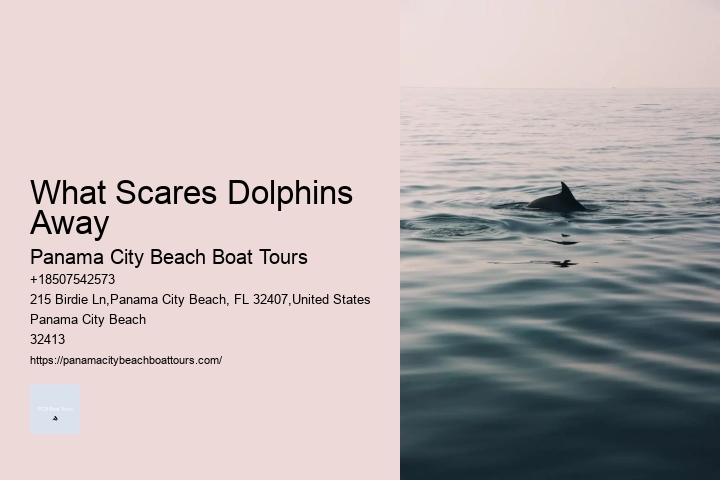 What Scares Dolphins
Away
Panama City Beach Boat Tours
+18507542573
215 Birdie Ln,Panama City Beach, FL 32407,United States
Panama City Beach
32413
https://panamacitybeachboattours.com/